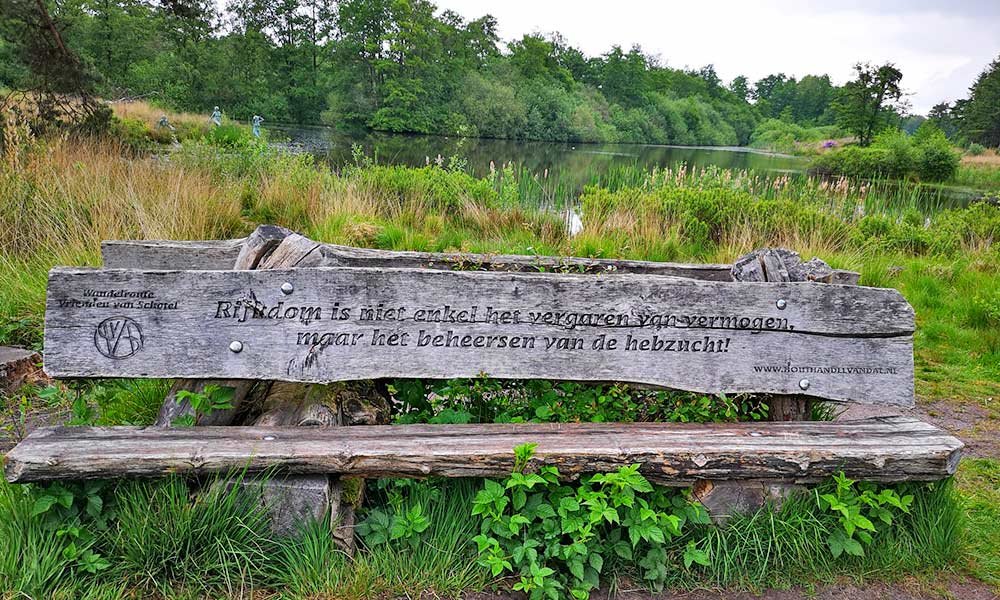 Wandelroute
Vrienden van Schotel
Rijkdom is niet enkel het vergaren van vermogen,
maar het beheersen van de hebzucht!
www.houthandelvandal.nl